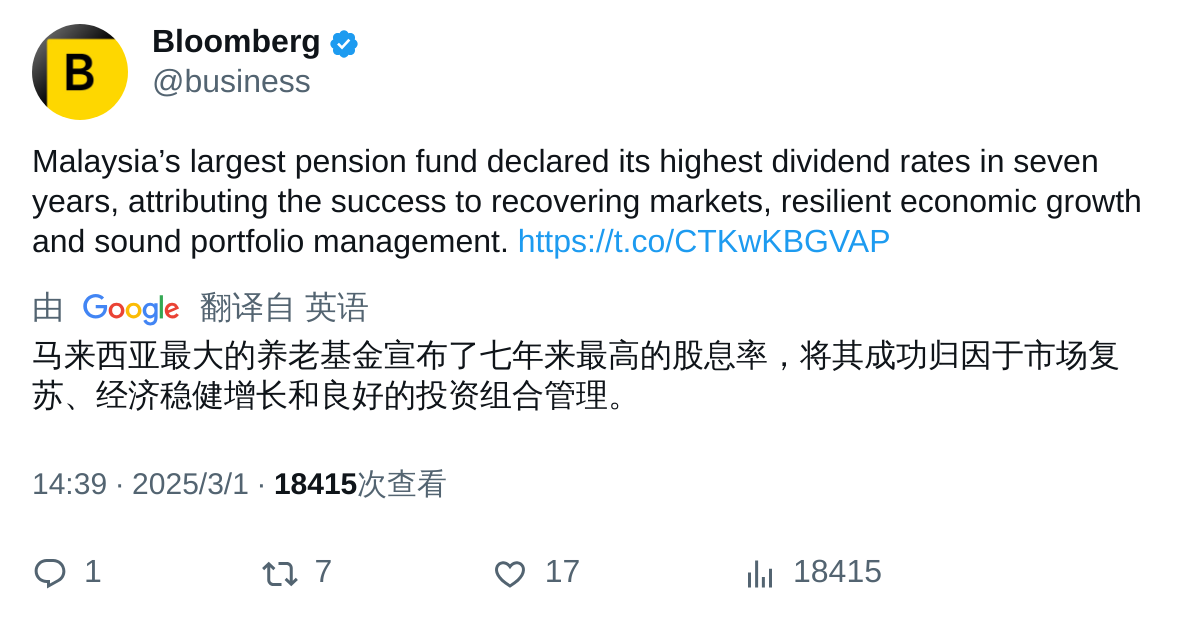 B
Bloomberg
@business
Malaysia’s largest pension fund declared its highest dividend rates in seven
years, attributing the success to recovering markets, resilient economic growth
and sound portfolio management. https://t.co/CTKwKBGVAP
由 Google 翻译自 英语
马来西亚最大的养老基金宣布了七年来最高的股息率，将其成功归因于市场复
苏、经济稳健增长和良好的投资组合管理。
14:39 · 2025/3/1 · 18415次查看
1 7 17 18415